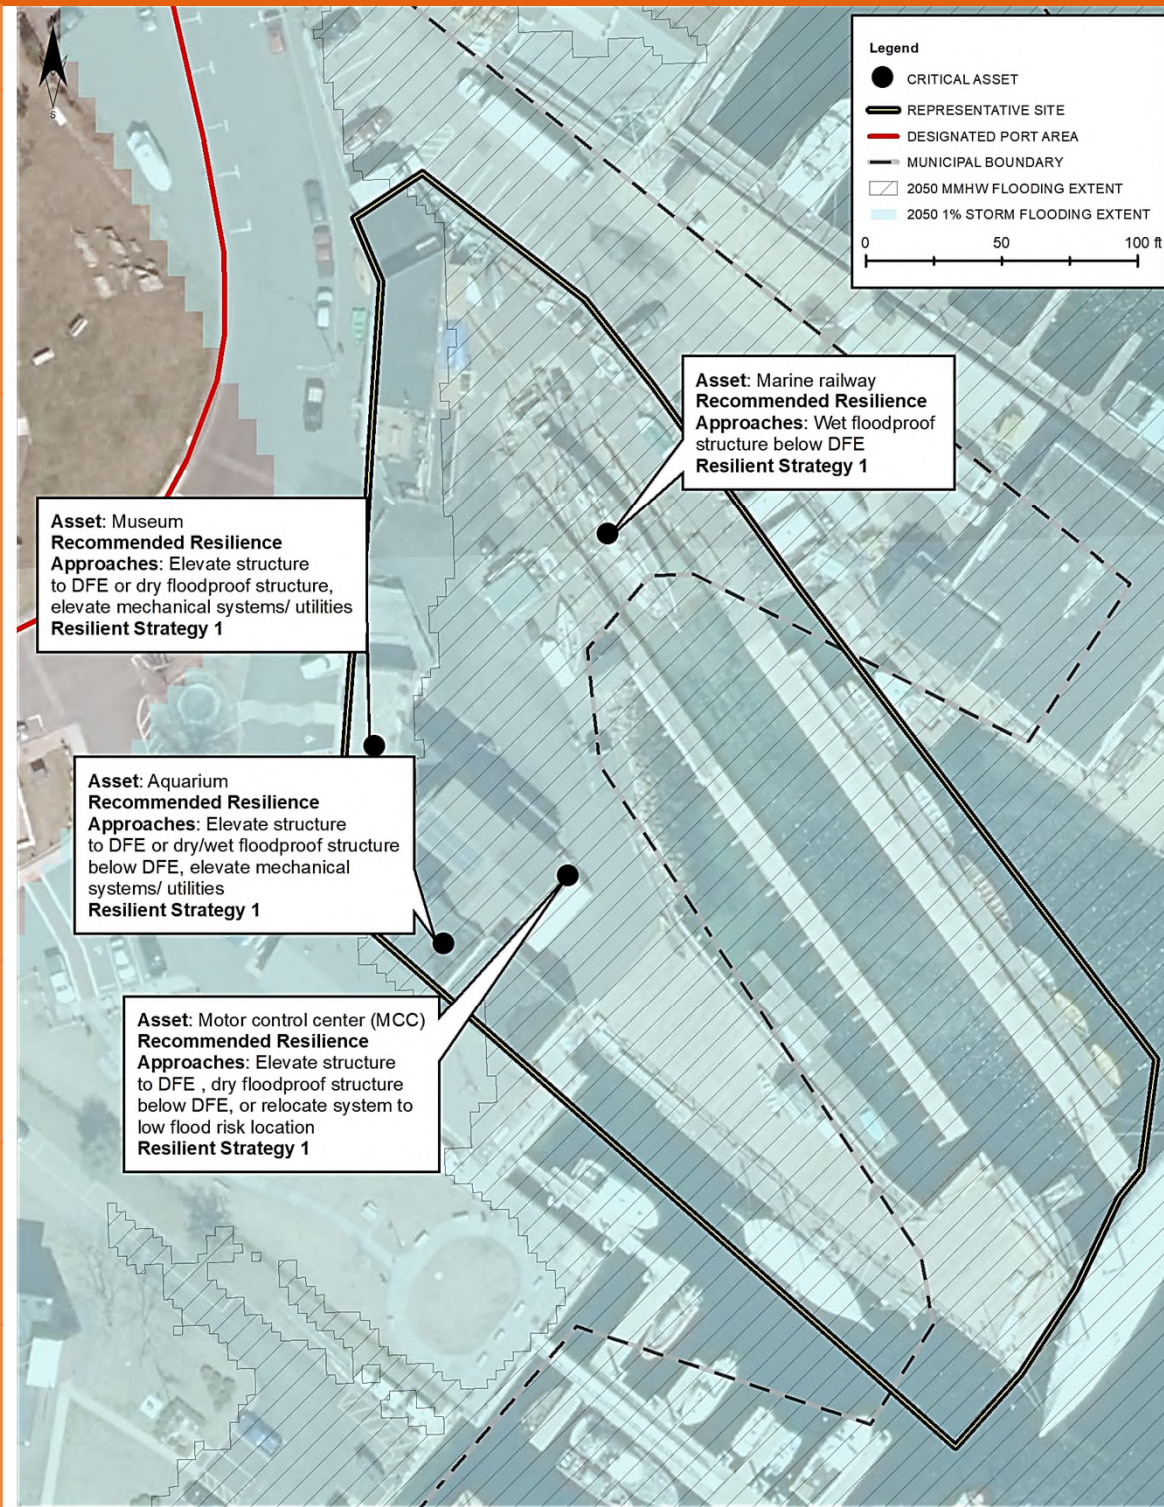 N
S
Legend
CRITICAL ASSET
REPRESENTATIVE SITE
DESIGNATED PORT AREA
MUNICIPAL BOUNDARY
2050 MMHW FLOODING EXTENT
2050 1% STORM FLOODING EXTENT
0 50 100 ft
Asset: Marine railway
Recommended Resilience
Approaches: Wet floodproof
structure below DFE
Resilient Strategy 1
Asset: Museum
Recommended Resilience
Approaches: Elevate structure
to DFE or dry floodproof structure,
elevate mechanical systems/ utilities
Resilient Strategy 1
Asset: Aquarium
Recommended Resilience
Approaches: Elevate structure
to DFE or dry/wet floodproof structure
below DFE, elevate mechanical
systems/ utilities
Resilient Strategy 1
Asset: Motor control center (MCC)
Recommended Resilience
Approaches: Elevate structure
to DFE , dry floodproof structure
below DFE, or relocate system to
low flood risk location
Resilient Strategy 1